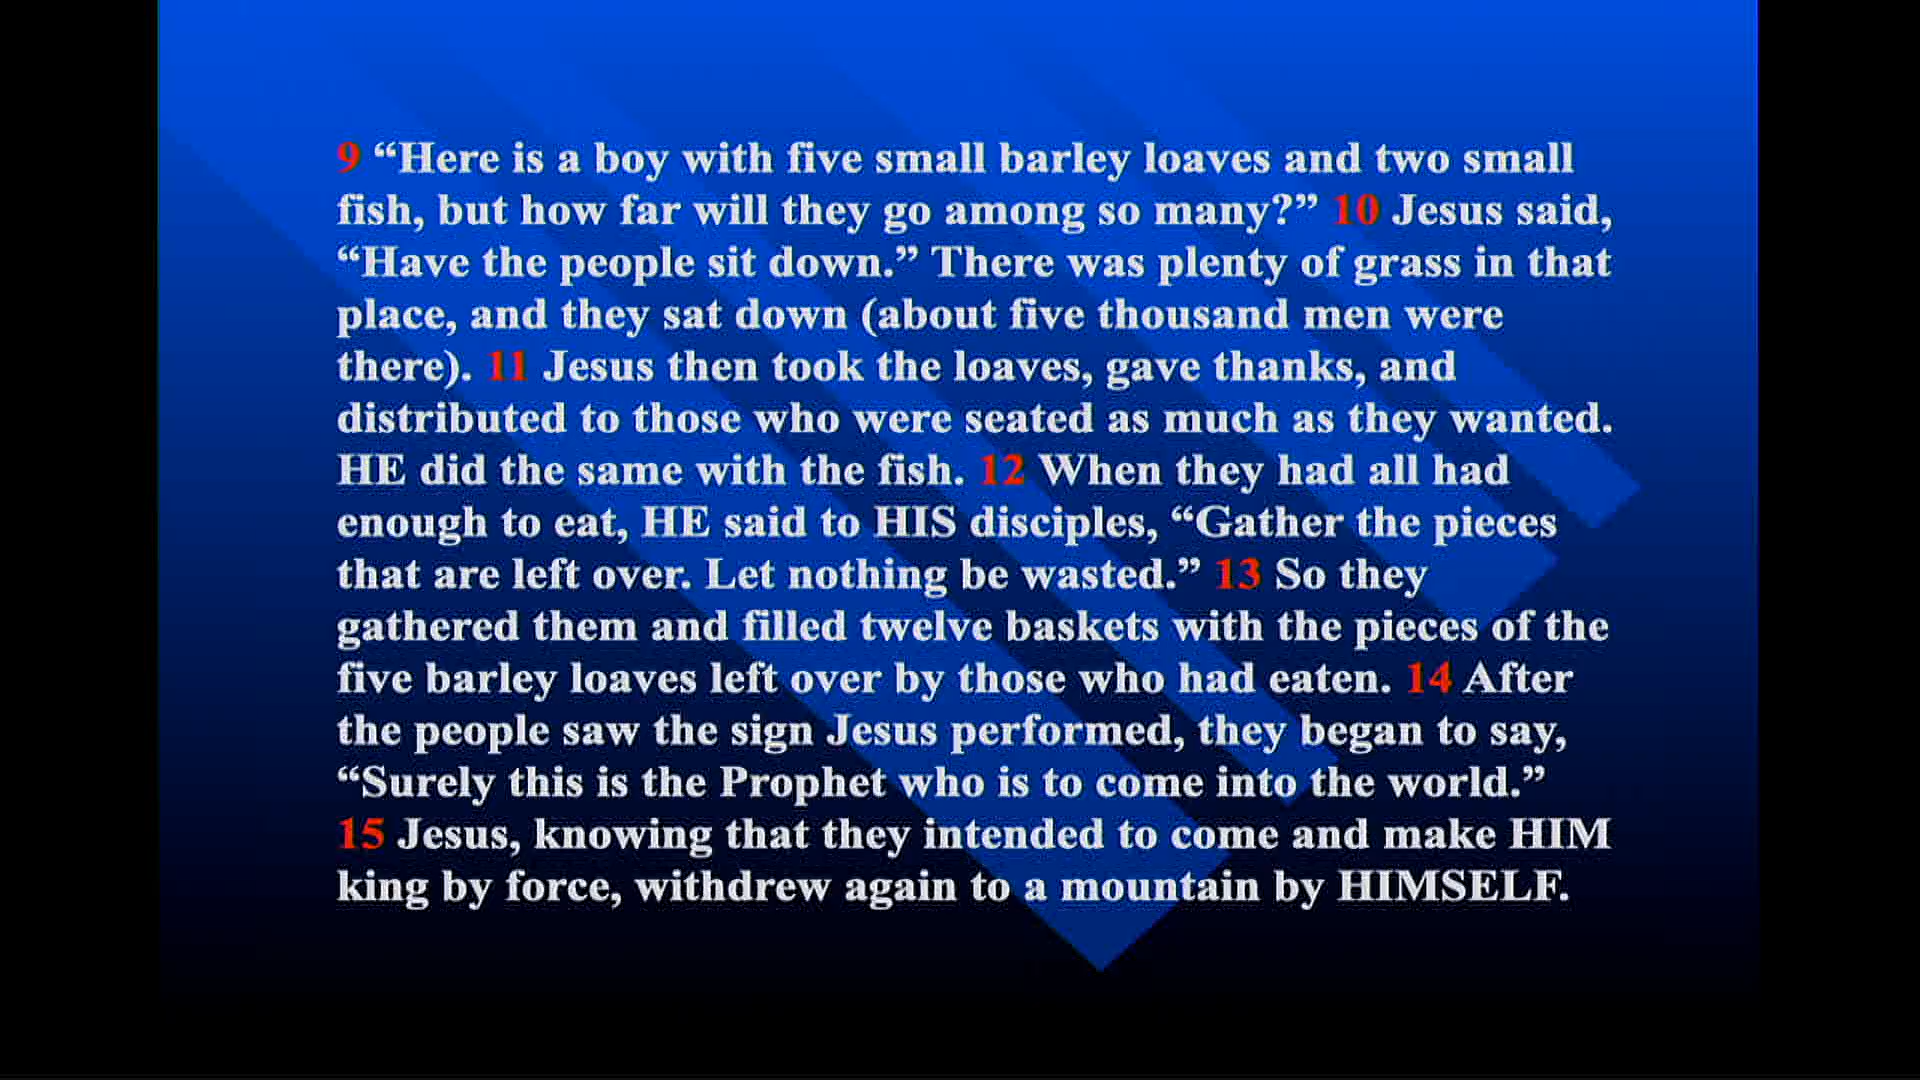 9 “Here is a boy with five small barley loaves and two small
fish, but how far will they go among so many?” 10 Jesus said,
“Have the people sit down.” There was plenty of grass in that
place, and they sat down (about five thousand men were
there). 11 Jesus then took the loaves, gave thanks, and
distributed to those who were seated as much as they wanted.
HE did the same with the fish. 12 When they had all had
enough to eat, HE said to HIS disciples, “Gather the pieces
that are left over. Let nothing be wasted.” 13 So they
gathered them and filled twelve baskets with the pieces of the
five barley loaves left over by those who had eaten. 14 After
the people saw the sign Jesus performed, they began to say,
“Surely this is the Prophet who is to come into the world.”
15 Jesus, knowing that they intended to come and make HIM
king by force, withdrew again to a mountain by HIMSELF.